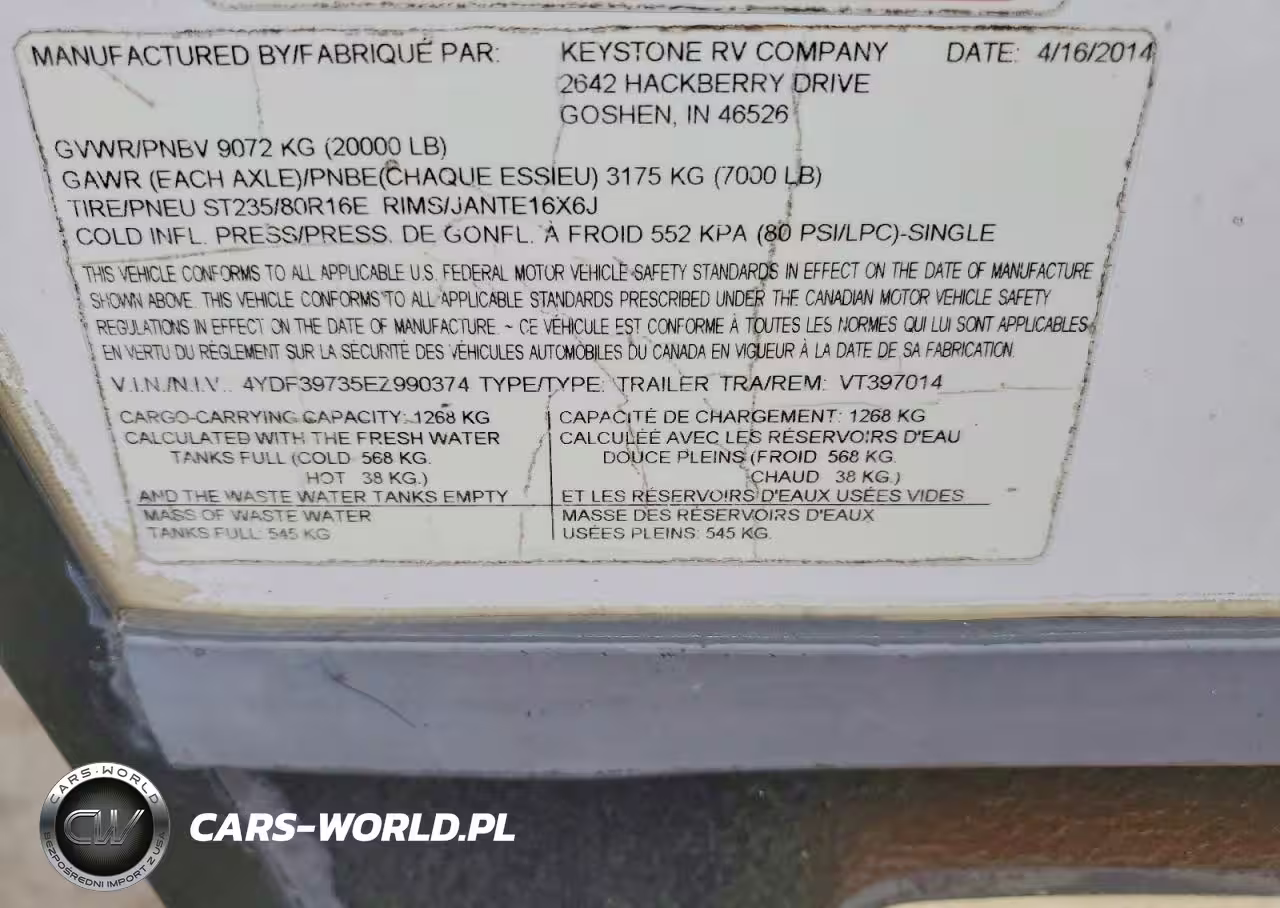 MANUFACTURED BY/FABRIQUÉ PAR: KEYSTONE RV COMPANY DATE: 4/16/2014
2642 HACKBERRY DRIVE
GOSHEN, IN 46526
GVWR/PNBV 9072 KG (20000 LB)
GAWR (EACH AXLE)/PNBE(CHAQUE ESSIEU) 3175 KG (7000 LB)
TIRE/PNEU ST235/80R16E RIMS/JANTE16X6J
COLD INFL. PRESS/PRESS. DE GONFL. À FROID 552 KPA (80 PSI/LPC)-SINGLE
THIS VEHICLE CONFORMS TO ALL APPLICABLE U.S. FEDERAL MOTOR VEHICLE SAFETY STANDARDS IN EFFECT ON THE DATE OF MANUFACTURE
SHOWN ABOVE. THIS VEHICLE CONFORMS TO ALL APPLICABLE STANDARDS PRESCRIBED UNDER THE CANADIAN MOTOR VEHICLE SAFETY
REGULATIONS IN EFFECT ON THE DATE OF MANUFACTURE. ~ CE VÉHICULE EST CONFORME À TOUTES LES NORMES QUI LUI SONT APPLICABLES
EN VERTU DU RÈGLEMENT SUR LA SÉCURITÉ DES VÉHICULES AUTOMOBILES DU CANADA EN VIGUEUR À LA DATE DE SA FABRICATION.
V.I.N./N.I.V.: 4YDF39735EZ990374 TYPE/TYPE: TRAILER TRA/REM: VT397014
CARGO-CARRYING CAPACITY: 1268 KG
CALCULATED WITH THE FRESH WATER
TANKS FULL (COLD 568 KG.
HOT 38 KG.)
AND THE WASTE WATER TANKS EMPTY
MASS OF WASTE WATER
TANKS FULL: 545 KG
CAPACITÉ DE CHARGEMENT: 1268 KG
CALCULÉE AVEC LES RÉSERVOIRS D'EAU
DOUCE PLEINS (FROID 568 KG.
CHAUD 38 KG.)
ET LES RÉSERVOIRS D'EAUX USÉES VIDES
MASSE DES RÉSERVOIRS D'EAUX
USÉES PLEINS: 545 KG.
CARS-WORLD
CW
BEZPOŚREDNI IMPORT Z USA
CARS-WORLD.PL